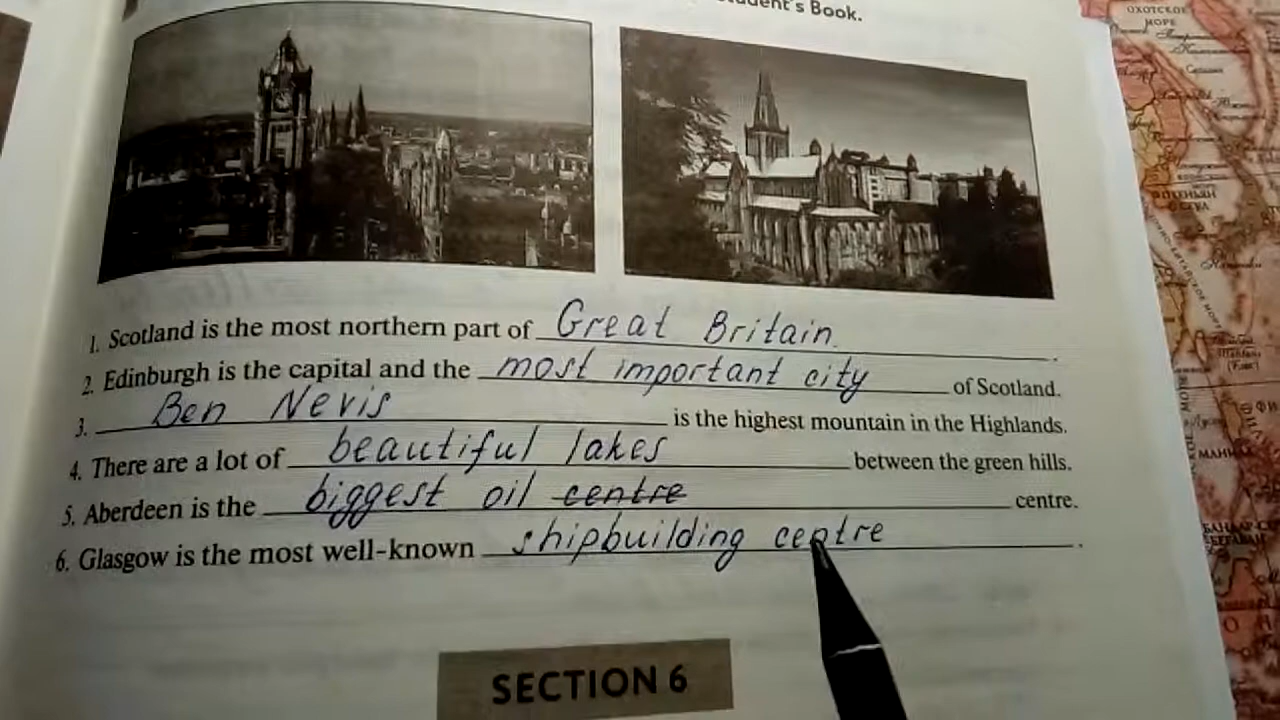 Student's Book.
1. Scotland is the most northern part of Great Britain.
2. Edinburgh is the capital and the most important city of Scotland.
3. Ben Nevis is the highest mountain in the Highlands.
4. There are a lot of beautiful lakes between the green hills.
5. Aberdeen is the biggest oil centre centre.
6. Glasgow is the most well-known shipbuilding centre.
SECTION 6
ОХОТСКОЕ
МОРЕ